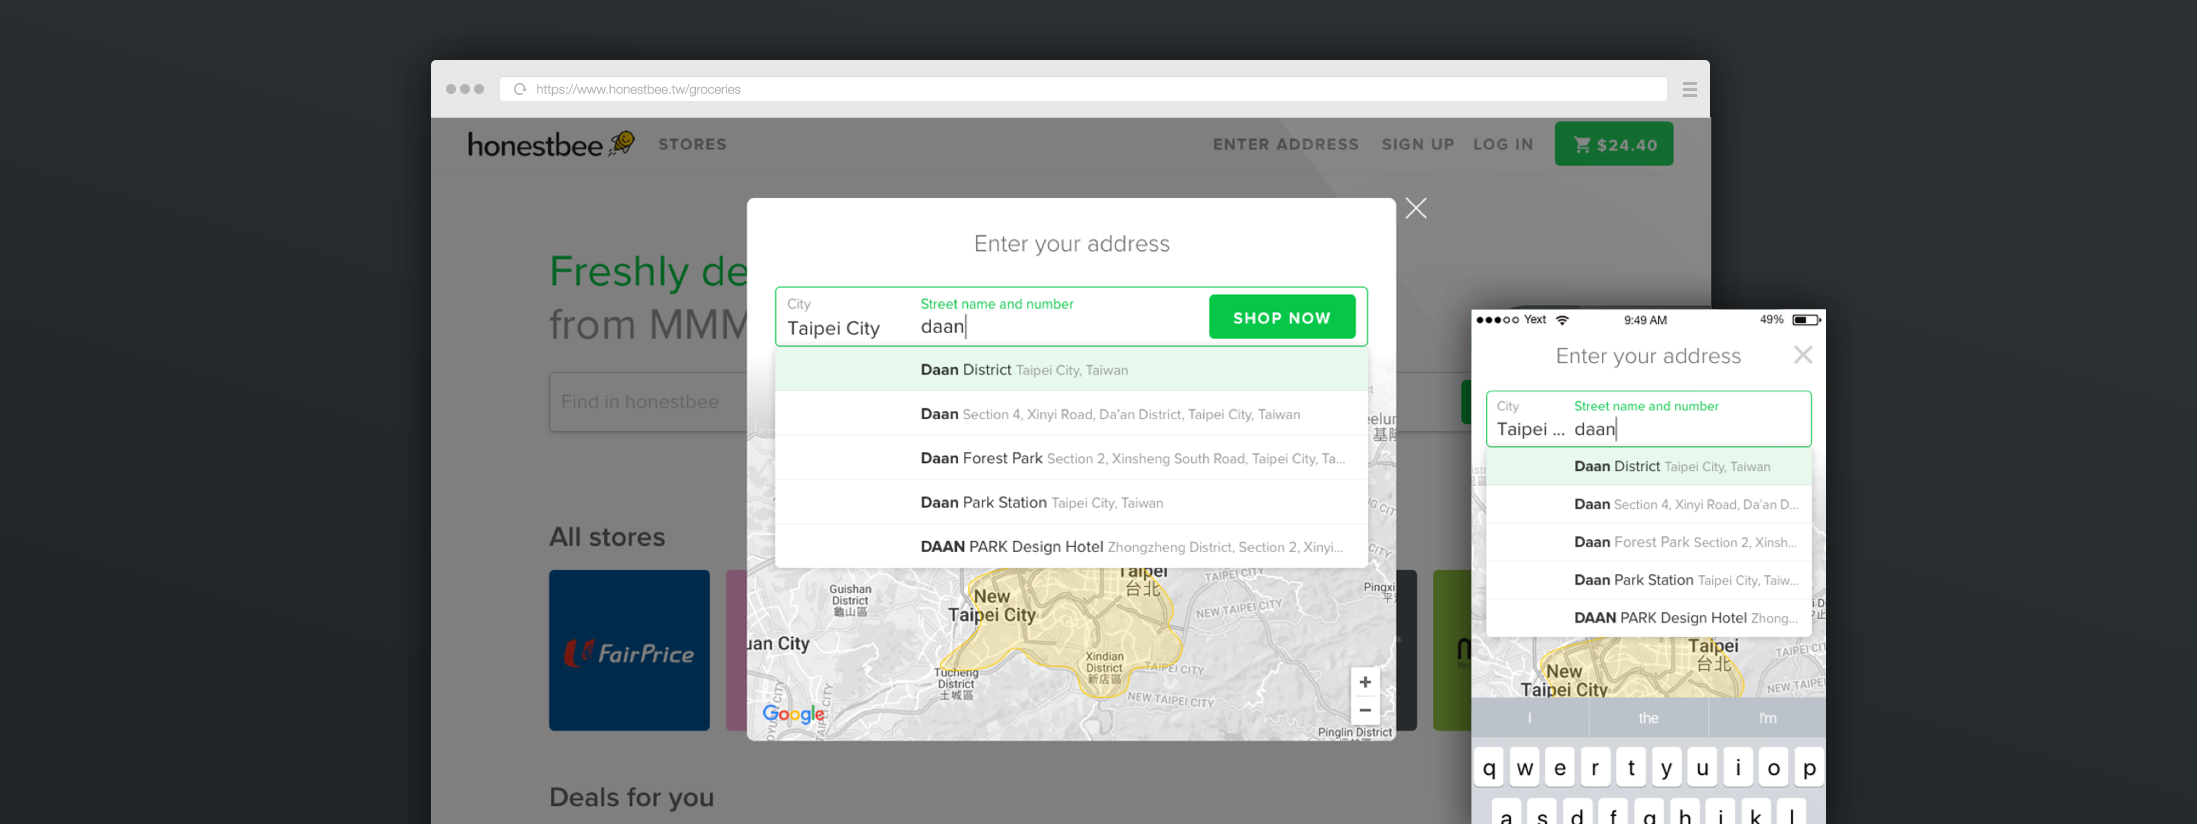 https://www.honestbee.tw/groceries
honestbee STORES ENTER ADDRESS SIGN UP LOG IN $24.40
Freshly de
from MMM
Find in honestbee
All stores
FairPrice
Deals for you
Enter your address
City Street name and number
Taipei City daan SHOP NOW
Daan District Taipei City, Taiwan
Daan Section 4, Xinyi Road, Da'an District, Taipei City, Taiwan
Daan Forest Park Section 2, Xinsheng South Road, Taipei City, Ta...
Daan Park Station Taipei City, Taiwan
DAAN PARK Design Hotel Zhongzheng District, Section 2, Xinyi...
eelun
基隆
Taipei
台北
TAIPEI CITY
NEW TAIPEI CITY
Guishan
District
龜山區
New
Taipei City
uan City
Tucheng
District
土城區
Xindian
District
新店區
TAIPEI CITY
NEW TAIPEI CITY
Pingxi
Pinglin District
Google
+
−
Yext 9:49 AM 49%
Enter your address
City Street name and number
Taipei ... daan
Daan District Taipei City, Taiwan
Daan Section 4, Xinyi Road, Da'an D...
Daan Forest Park Section 2, Xinsh...
Daan Park Station Taipei City, Taiw...
DAAN PARK Design Hotel Zhong...
Taipei
台北
New
Taipei City
NEW TAIPEI
I the I'm
q w e r t y u i o p
a s d f g h j k l